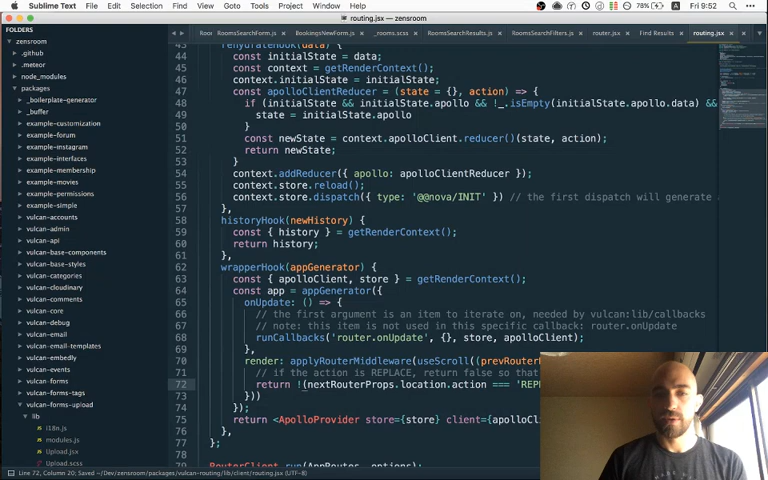 Sublime Text File Edit Selection Find View Goto Tools Project Window Help 78% Fri 9:52
routing.jsx — zensroom
FOLDERS
zensroom
.github
.meteor
node_modules
packages
_boilerplate-generator
_buffer
example-customization
example-forum
example-instagram
example-interfaces
example-membership
example-movies
example-permissions
example-simple
vulcan-accounts
vulcan-admin
vulcan-api
vulcan-base-components
vulcan-base-styles
vulcan-categories
vulcan-cloudinary
vulcan-comments
vulcan-core
vulcan-debug
vulcan-email
vulcan-email-templates
vulcan-embedly
vulcan-events
vulcan-forms
vulcan-forms-tags
vulcan-forms-upload
lib
i18n.js
modules.js
Upload.jsx
Upload.scss
Roo RoomsSearchForm.js BookingsNewForm.js _rooms.scss RoomsSearchResults.js RoomsSearchFilters.js router.jsx Find Results routing.jsx
43 rehydrateHook(data) {
44 const initialState = data;
45 const context = getRenderContext();
46 context.initialState = initialState;
47 const apolloClientReducer = (state = {}, action) => {
48 if (initialState && initialState.apollo && !_.isEmpty(initialState.apollo.data) &&
49 state = initialState.apollo
50 }
51 const newState = context.apolloClient.reducer()(state, action);
52 return newState;
53 }
54 context.addReducer({ apollo: apolloClientReducer });
55 context.store.reload();
56 context.store.dispatch({ type: '@@nova/INIT' }) // the first dispatch will generate
57 },
58 historyHook(newHistory) {
59 const { history } = getRenderContext();
60 return history;
61 },
62 wrapperHook(appGenerator) {
63 const { apolloClient, store } = getRenderContext();
64 const app = appGenerator({
65 onUpdate: () => {
66 // the first argument is an item to iterate on, needed by vulcan:lib/callbacks
67 // note: this item is not used in this specific callback: router.onUpdate
68 runCallbacks('router.onUpdate', {}, store, apolloClient);
69 },
70 render: applyRouterMiddleware(useScroll((prevRouter
71 // if the action is REPLACE, return false so that
72 return !(nextRouterProps.location.action === 'REPL
73 }))
74 });
75 return <ApolloProvider store={store} client={apolloCl
76 },
77 };
78
79 RouterClient.run(AppRoutes, options);
Line 72, Column 20; Saved ~/Dev/zensroom/packages/vulcan-routing/lib/client/routing.jsx (UTF-8)